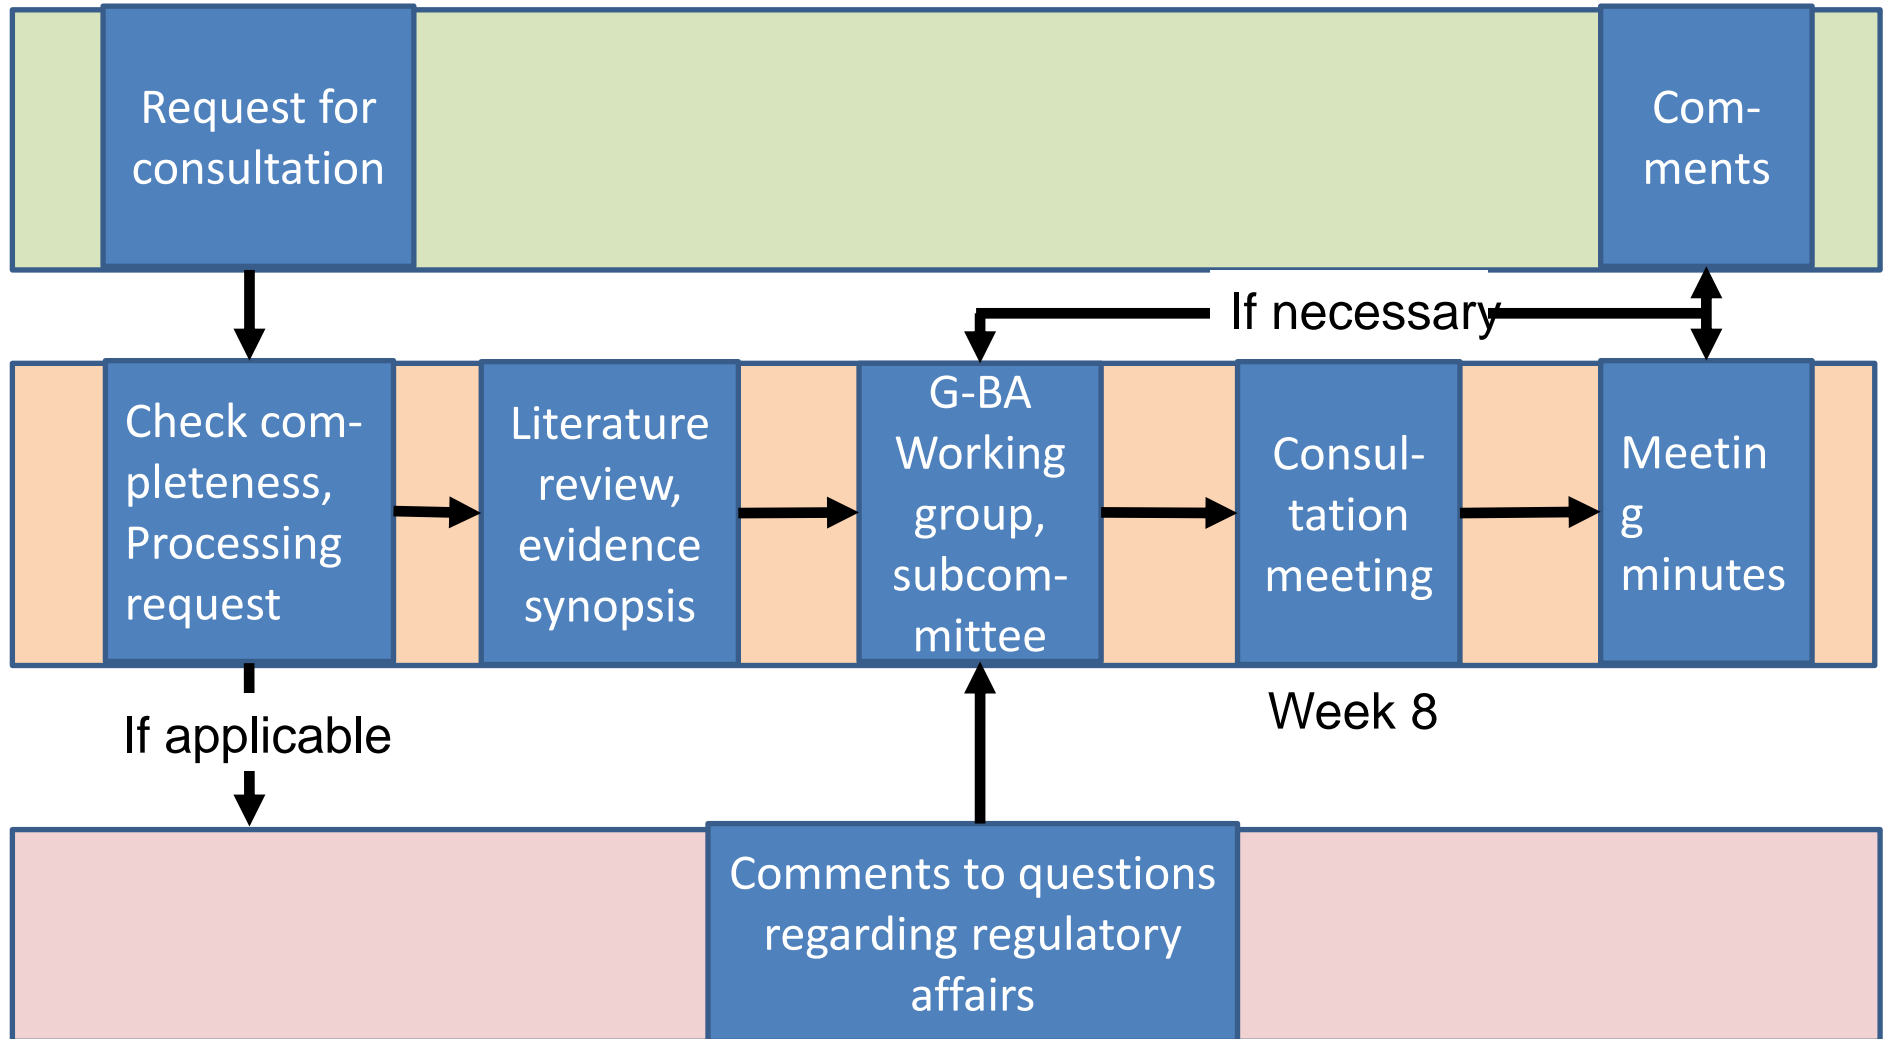 Request for
consultation
Com-
ments
If necessary
Check com-
pleteness,
Processing
request
Literature
review,
evidence
synopsis
G-BA
Working
group,
subcom-
mittee
Consul-
tation
meeting
Meetin
g
minutes
If applicable
Week 8
Comments to questions
regarding regulatory
affairs